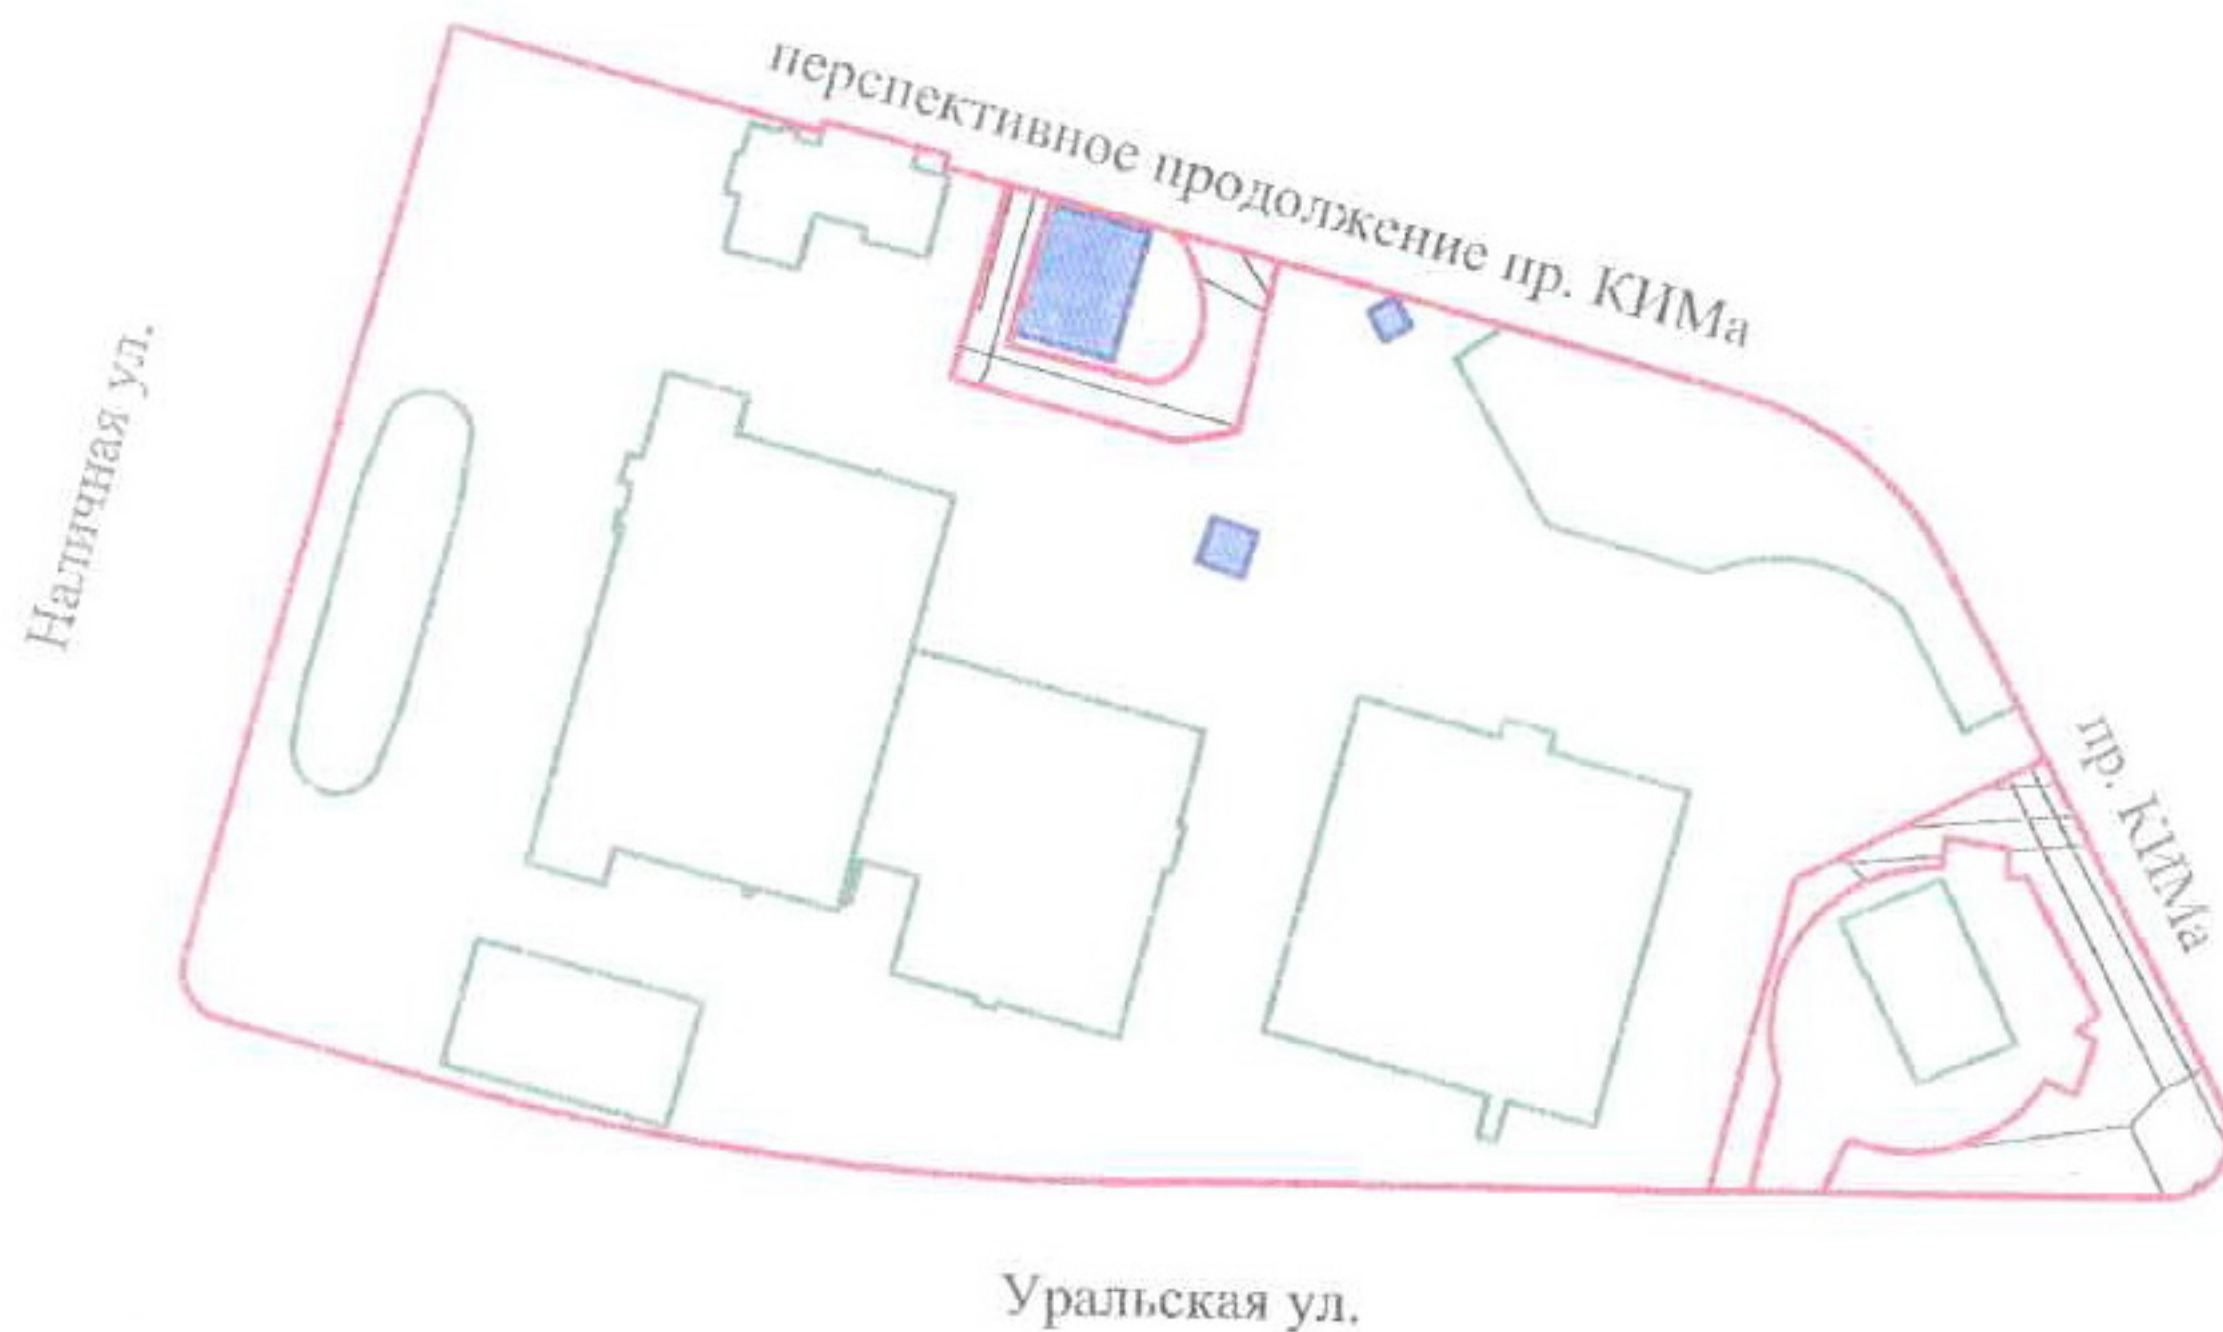 перспективное продолжение пр. КИМа
Наличная ул.
пр. КИМа
Уральская ул.